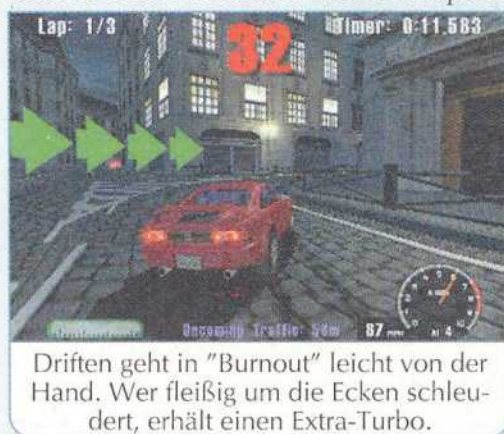 Lap: 1/3
Timer: 0:11.583
32
Oncoming Traffic: 58m
87 mph
Driften geht in "Burnout" leicht von der
Hand. Wer fleißig um die Ecken schleu-
dert, erhält einen Extra-Turbo.